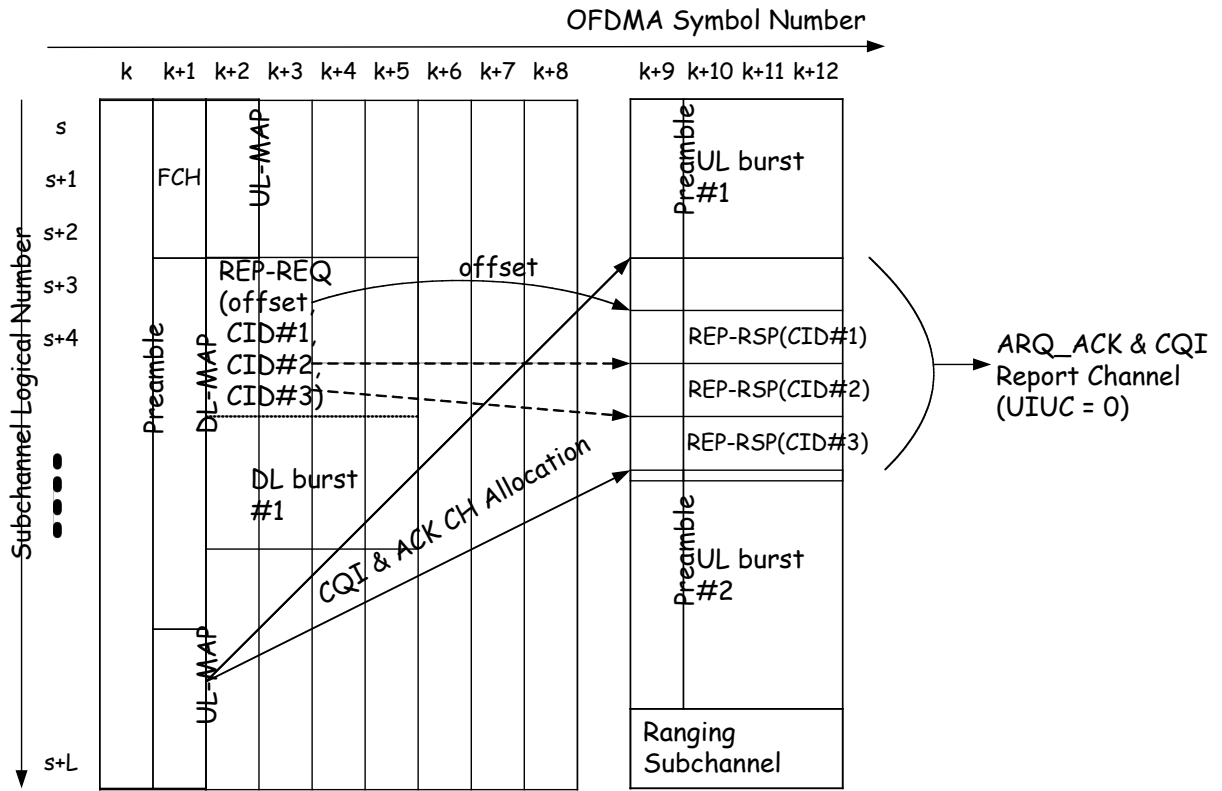 OFDMA Symbol Number
k k+1 k+2 k+3 k+4 k+5 k+6 k+7 k+8 k+9 k+10 k+11 k+12
Subchannel Logical Number
s
s+1
s+2
s+3
s+4
s+L
Preamble
FCH
DL-MAP
UL-MAP
UL-MAP
REP-REQ
(offset,
CID#1,
CID#2,
CID#3)
DL burst
#1
offset
CQI & ACK CH Allocation
Preamble
UL burst
#1
REP-RSP(CID#1)
REP-RSP(CID#2)
REP-RSP(CID#3)
Preamble
UL burst
#2
Ranging
Subchannel
ARQ_ACK & CQI
Report Channel
(UIUC = 0)